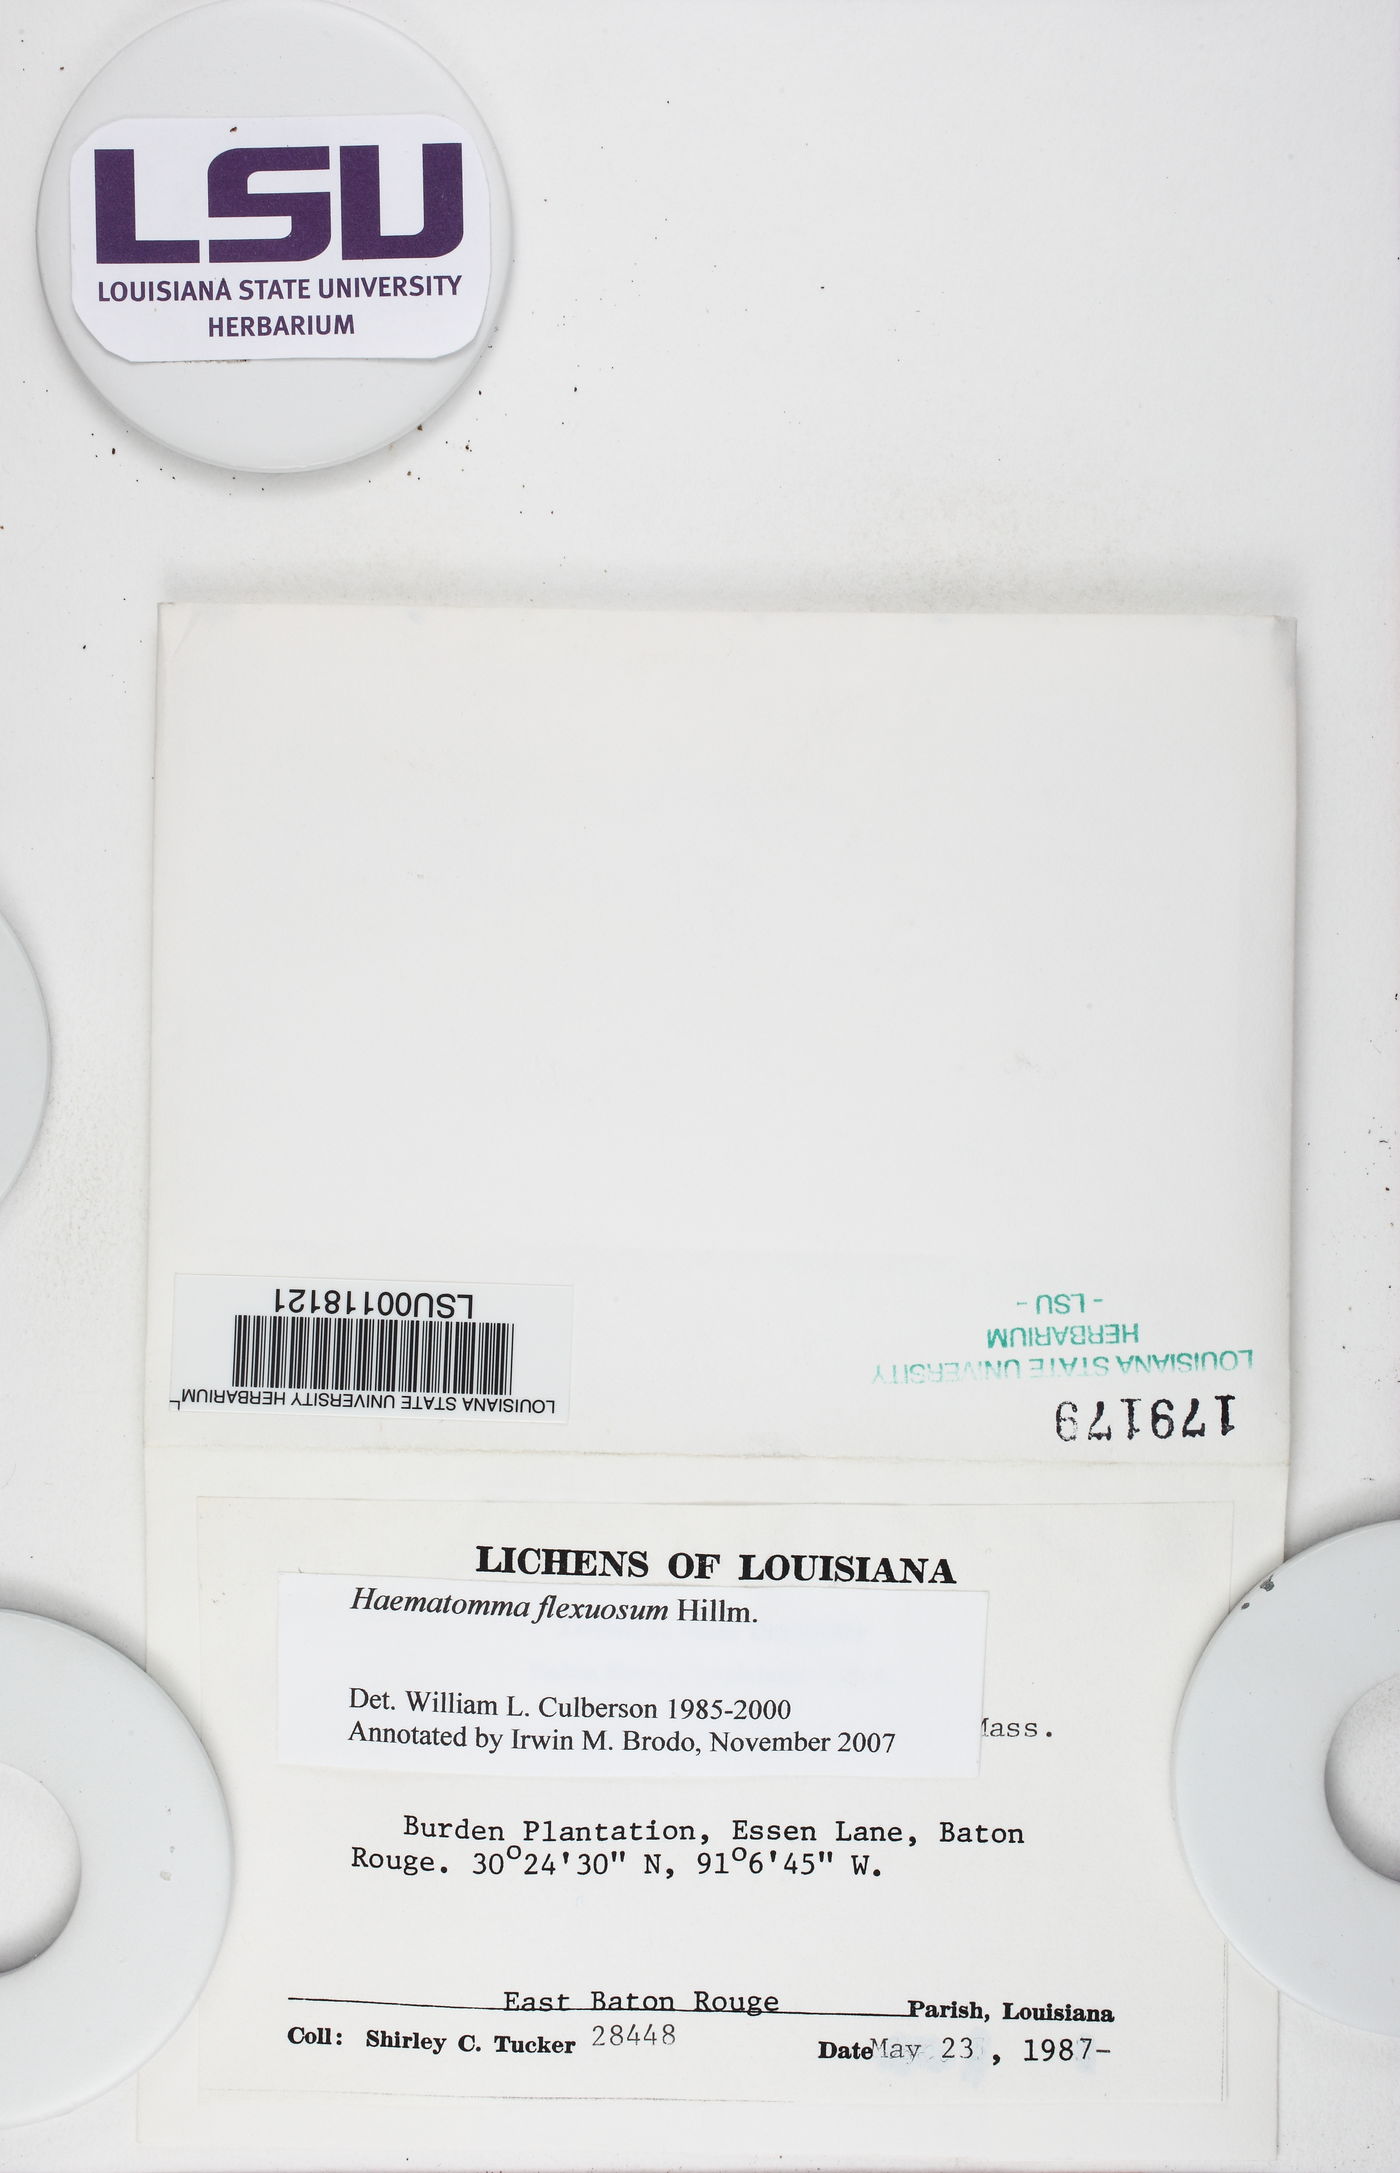 LSU
LOUISIANA STATE UNIVERSITY
HERBARIUM
LSU00118121
LOUISIANA STATE UNIVERSITY HERBARIUM
LOUISIANA STATE UNIVERSITY
HERBARIUM
- LSU -
179179
LICHENS OF LOUISIANA
Haematomma flexuosum Hillm.
Det. William L. Culberson 1985-2000
Annotated by Irwin M. Brodo, November 2007
Mass.
Burden Plantation, Essen Lane, Baton
Rouge. 30°24'30" N, 91°6'45" W.
East Baton Rouge Parish, Louisiana
Coll: Shirley C. Tucker 28448 Date May 23, 1987-